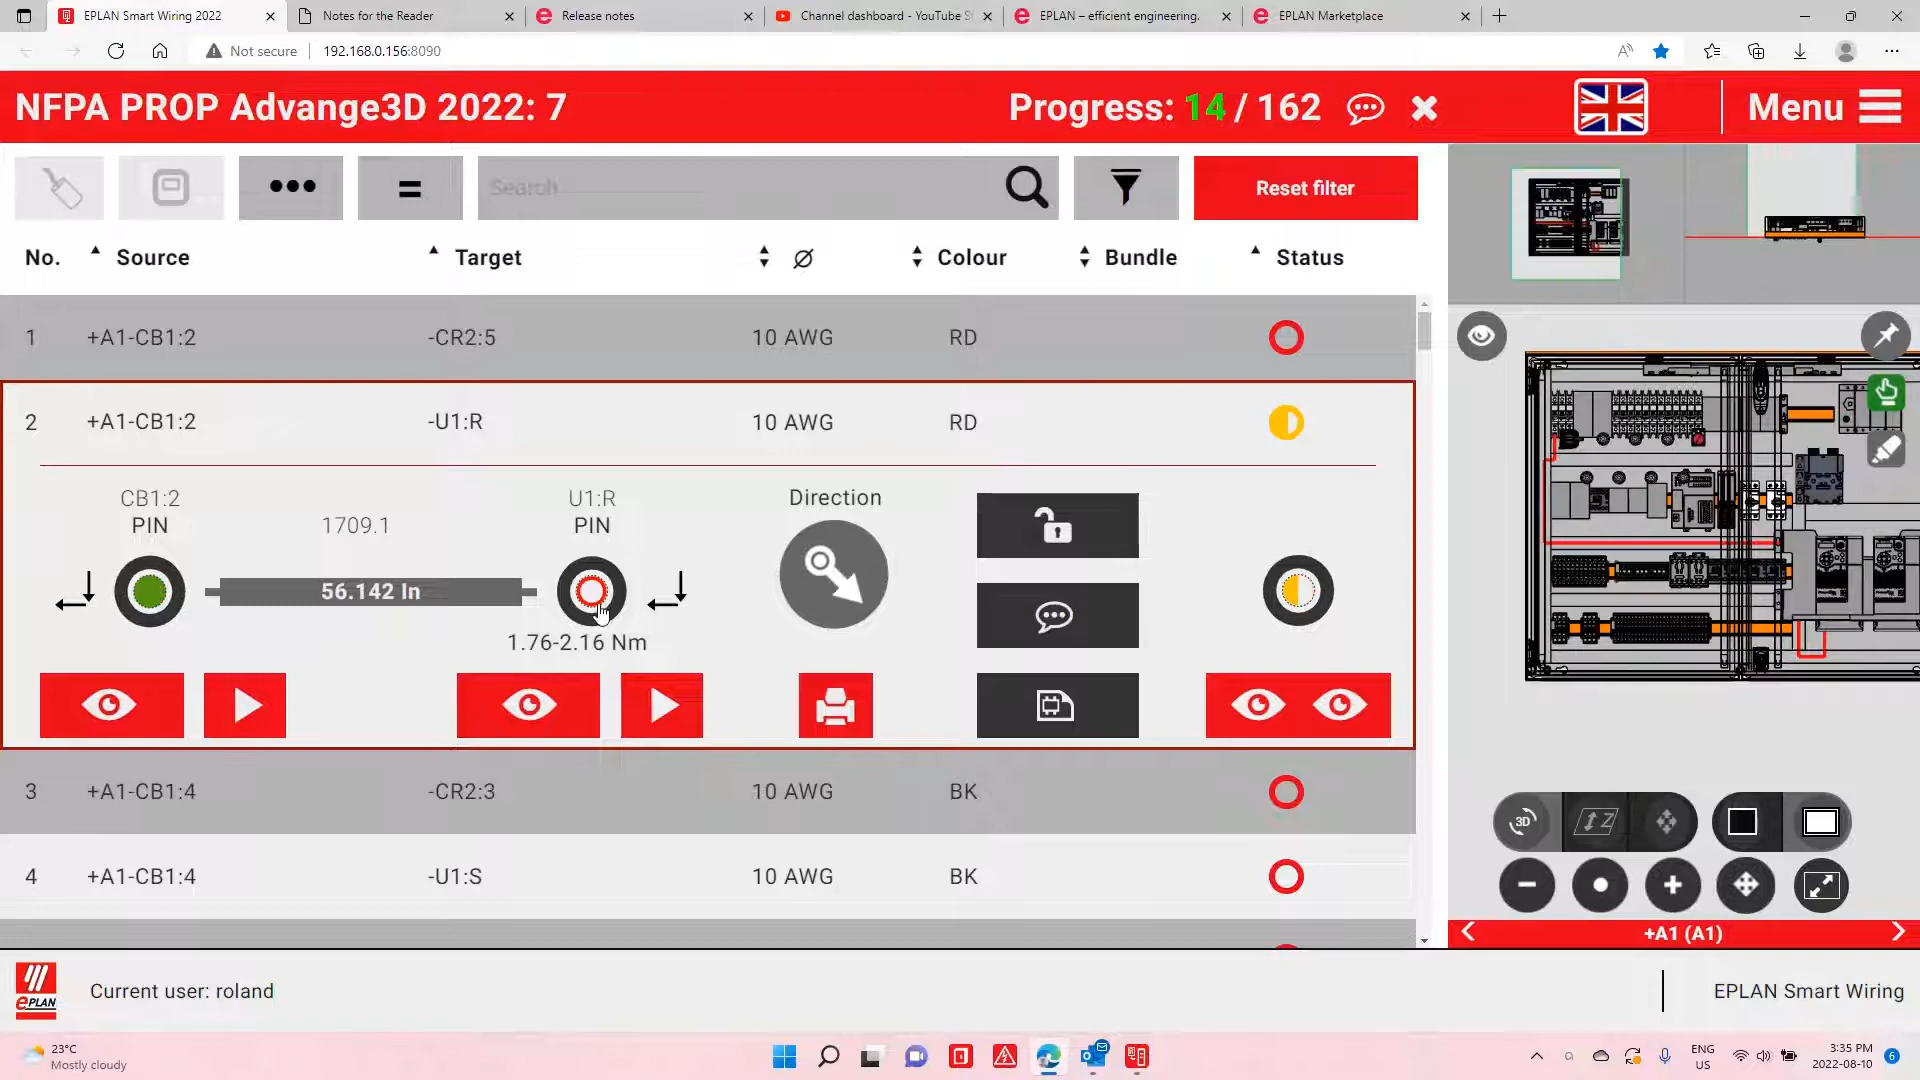 EPLAN Smart Wiring 2022
Notes for the Reader
Release notes
Channel dashboard - YouTube S
EPLAN – efficient engineering.
EPLAN Marketplace
Not secure
192.168.0.156:8090
NFPA PROP Advange3D 2022: 7
Progress: 14 / 162
Menu
Search
Reset filter
No. Source Target Ø Colour Bundle Status
1 +A1-CB1:2 -CR2:5 10 AWG RD
2 +A1-CB1:2 -U1:R 10 AWG RD
CB1:2
PIN
1709.1
U1:R
PIN
Direction
56.142 In
1.76-2.16 Nm
3 +A1-CB1:4 -CR2:3 10 AWG BK
4 +A1-CB1:4 -U1:S 10 AWG BK
3D
Z
+A1 (A1)
ePLAN
Current user: roland
EPLAN Smart Wiring
23°C
Mostly cloudy
ENG
US
3:35 PM
2022-08-10
6